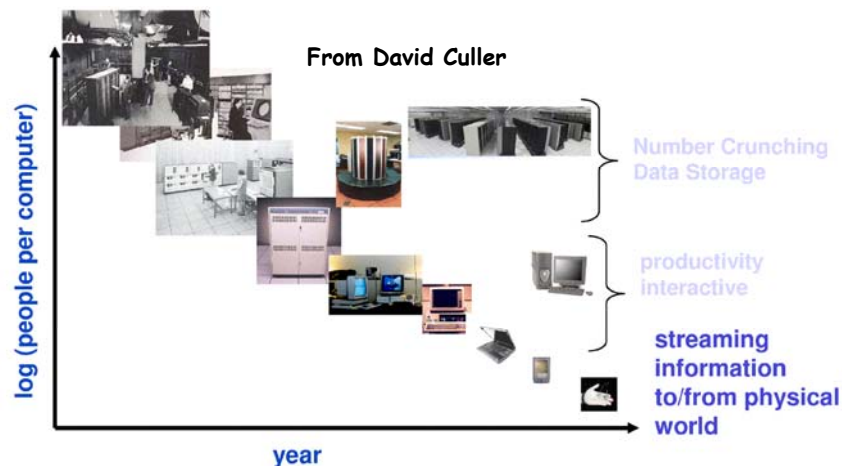 From David Culler
log (people per computer)
Number Crunching
Data Storage
productivity
interactive
streaming
information
to/from physical
world
year